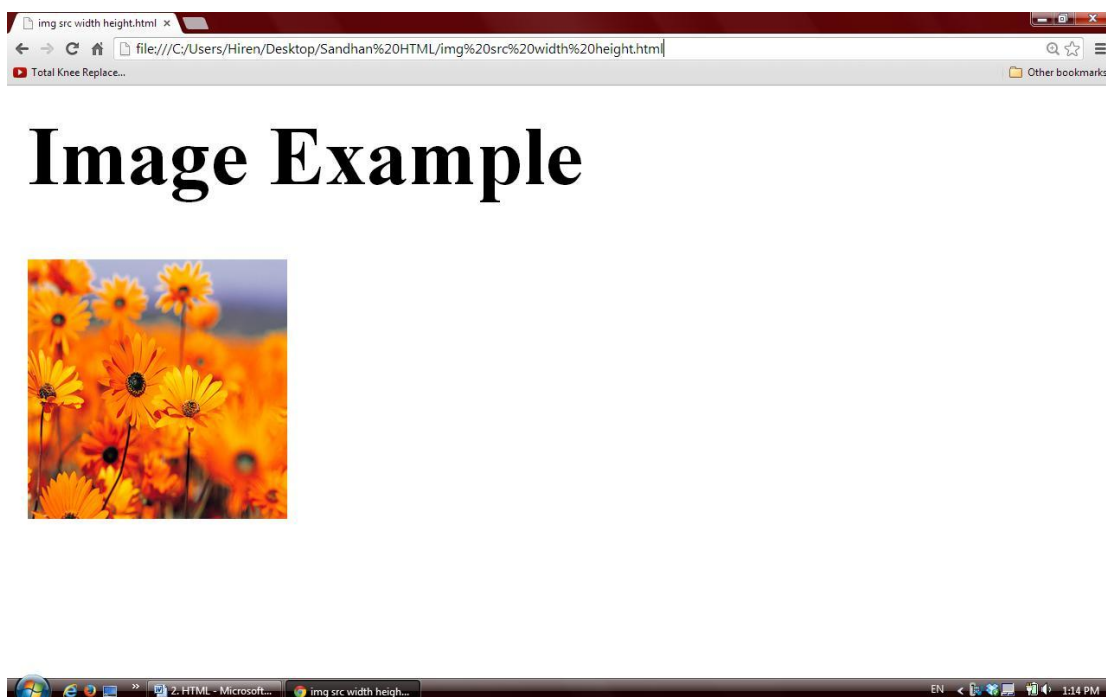 img src width height.html ×
file:///C:/Users/Hiren/Desktop/Sandhan%20HTML/img%20src%20width%20height.html
Total Knee Replace...
Other bookmarks
Image Example
2. HTML - Microsoft...
img src width heigh...
EN
1:14 PM